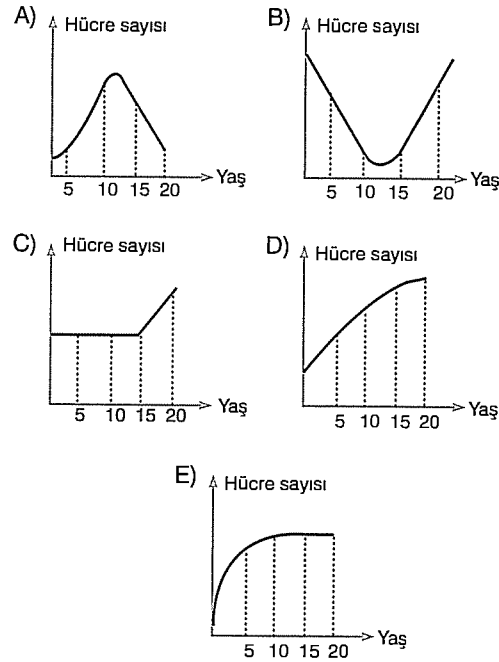 A) Hücre sayısı
5 10 15 20 Yaş
B) Hücre sayısı
5 10 15 20 Yaş
C) Hücre sayısı
5 10 15 20 Yaş
D) Hücre sayısı
5 10 15 20 Yaş
E) Hücre sayısı
5 10 15 20 Yaş